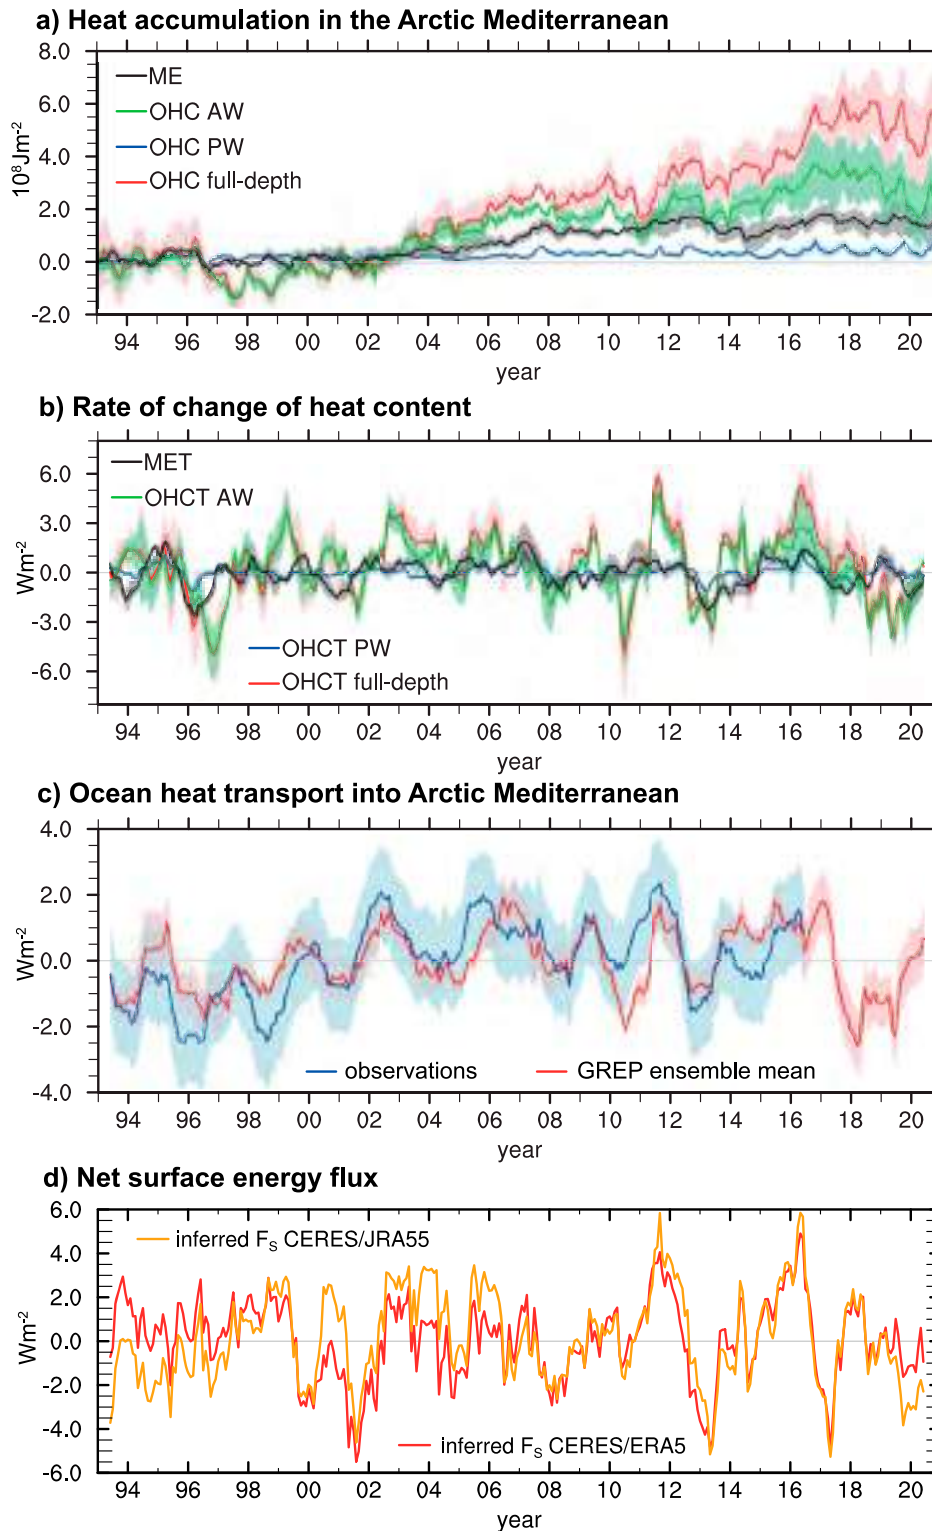 a) Heat accumulation in the Arctic Mediterranean
8.0
ME
6.0
OHC AW
OHC PW
4.0
OHC full-depth
2.0
0.0
-2.0
10⁸Jm⁻²
94 96 98 00 02 04 06 08 10 12 14 16 18 20
year
b) Rate of change of heat content
MET
6.0
OHCT AW
3.0
0.0
-3.0
OHCT PW
-6.0
OHCT full-depth
Wm⁻²
94 96 98 00 02 04 06 08 10 12 14 16 18 20
year
c) Ocean heat transport into Arctic Mediterranean
4.0
2.0
0.0
-2.0
observations GREP ensemble mean
-4.0
Wm⁻²
94 96 98 00 02 04 06 08 10 12 14 16 18 20
year
d) Net surface energy flux
6.0
inferred Fₛ CERES/JRA55
4.0
2.0
0.0
-2.0
-4.0
inferred Fₛ CERES/ERA5
-6.0
Wm⁻²
94 96 98 00 02 04 06 08 10 12 14 16 18 20
year